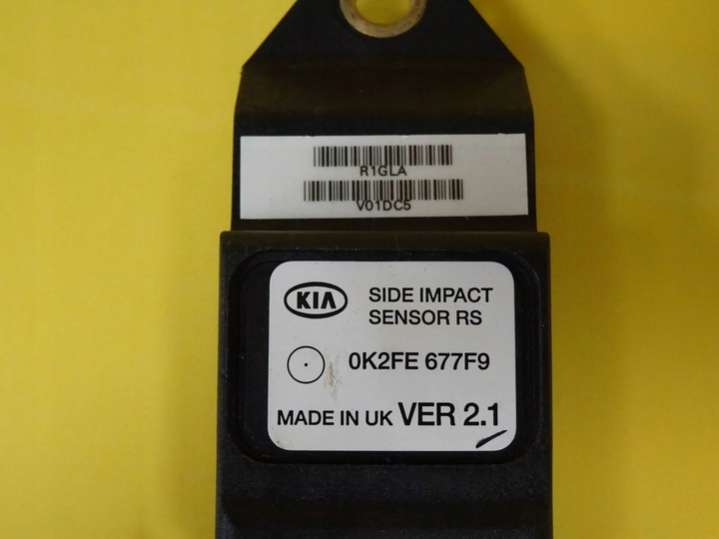 R1GLA
V01DC5
KIA
SIDE IMPACT
SENSOR RS
0K2FE 677F9
MADE IN UK VER 2.1